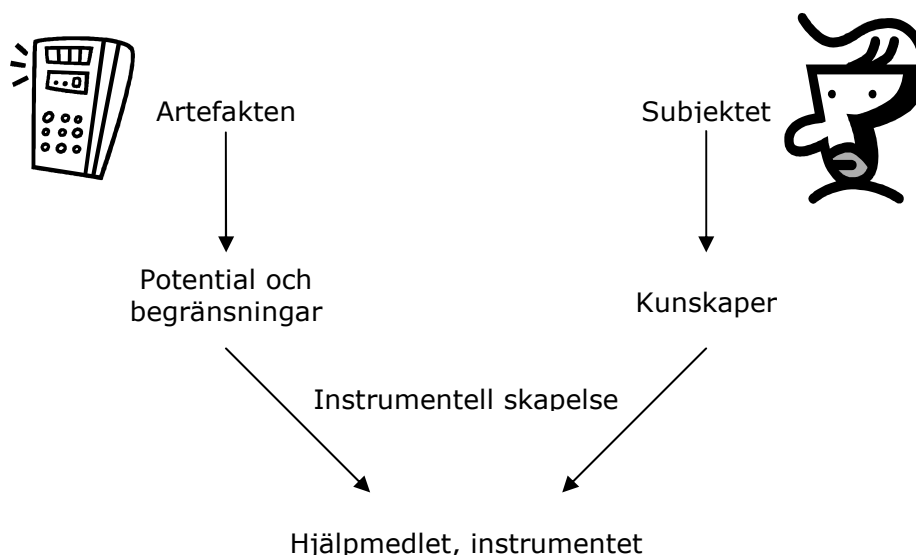 Artefakten
Subjektet
Potential och
begränsningar
Kunskaper
Instrumentell skapelse
Hjälpmedlet, instrumentet